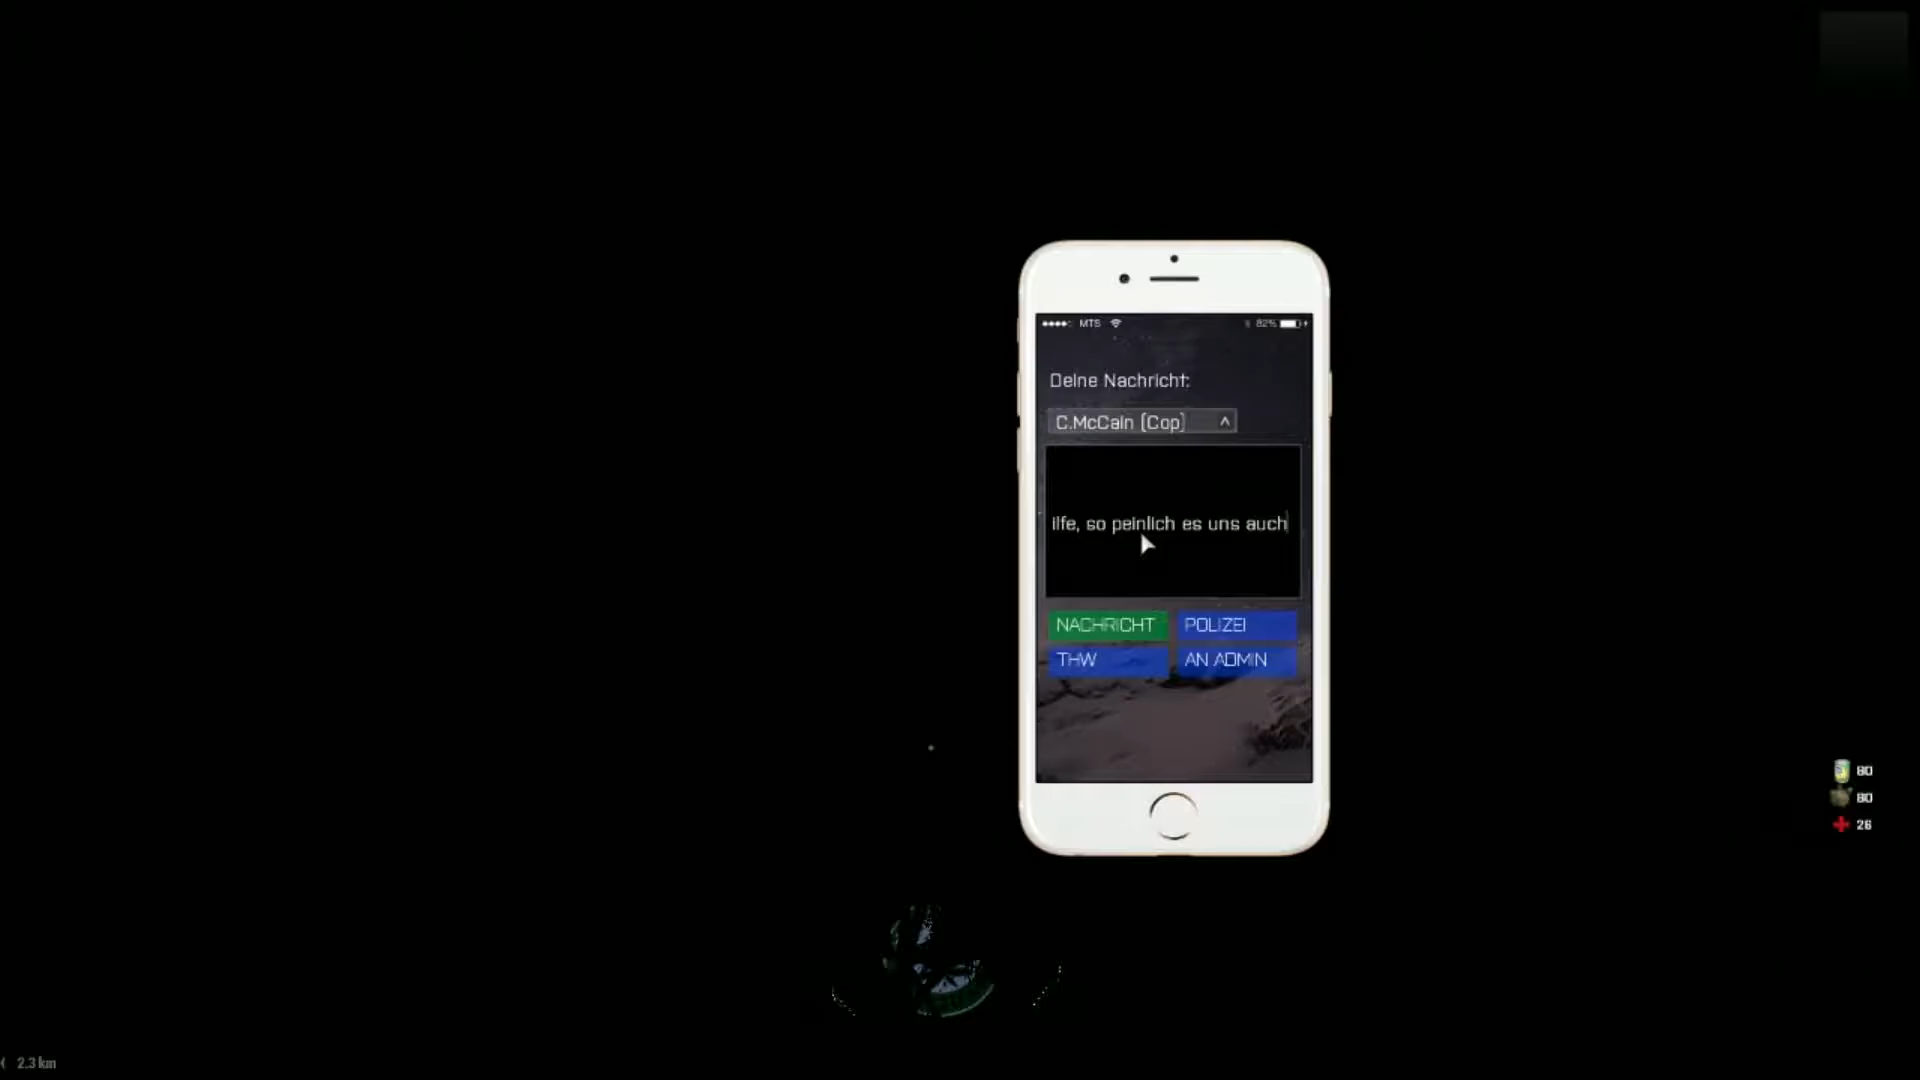 MTS
82%
Deine Nachricht:
C.McCain (Cop)
ilfe, so peinlich es uns auch
NACHRICHT
POLIZEI
THW
AN ADMIN
80
80
26
2.3 km